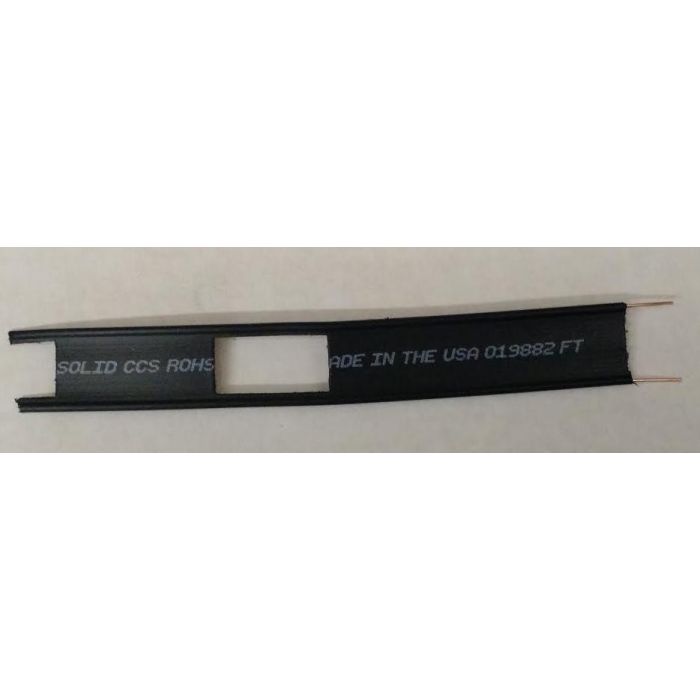 SOLID CCS ROHS ADE IN THE USA 019882 FT